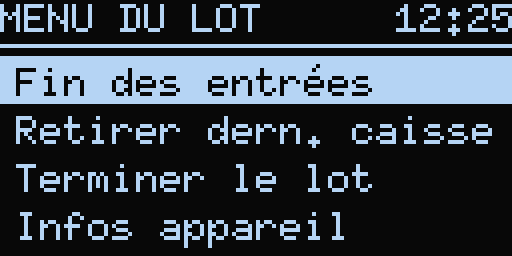 MENU DU LOT 12:25
Fin des entrées
Retirer dern. caisse
Terminer le lot
Infos appareil